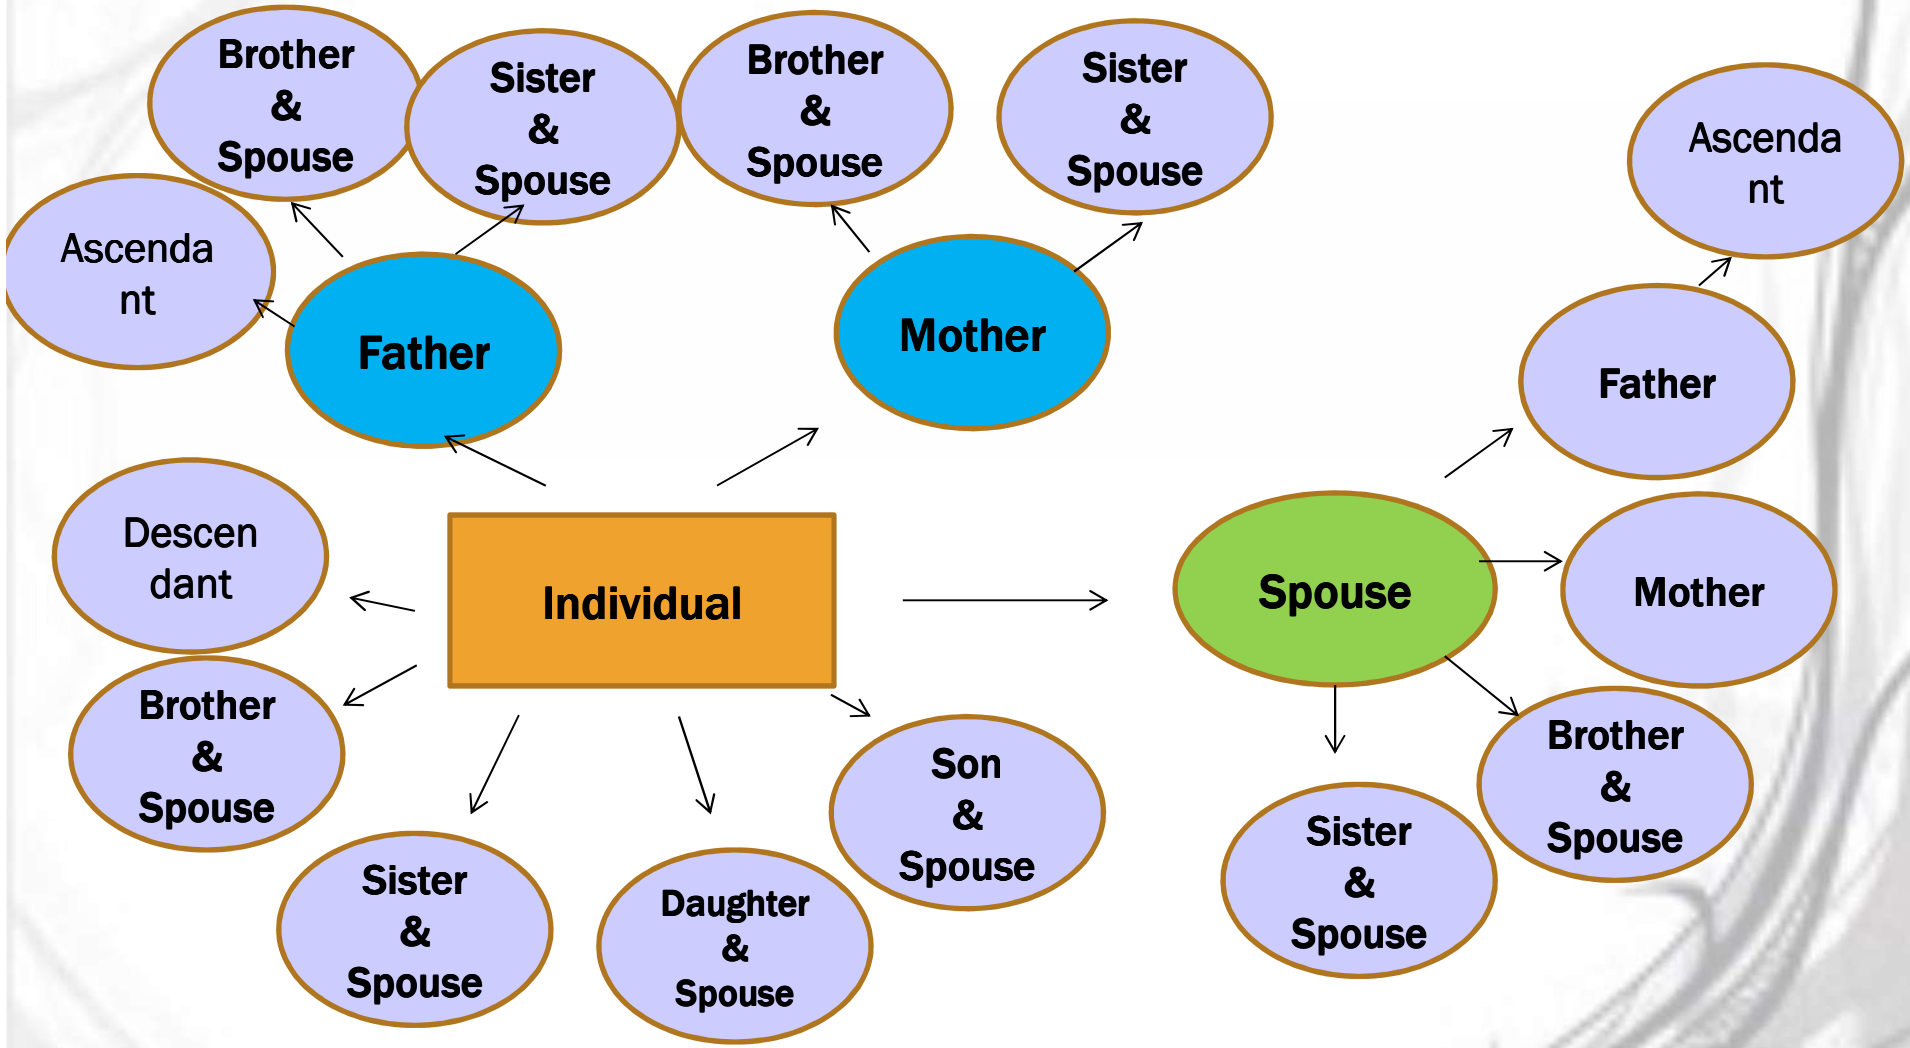 Brother
&
Spouse
Sister
&
Spouse
Brother
&
Spouse
Sister
&
Spouse
Ascenda
nt
Ascenda
nt
Father
Mother
Father
Descen
dant
Individual
Spouse
Mother
Brother
&
Spouse
Son
&
Spouse
Brother
&
Spouse
Sister
&
Spouse
Daughter
&
Spouse
Sister
&
Spouse